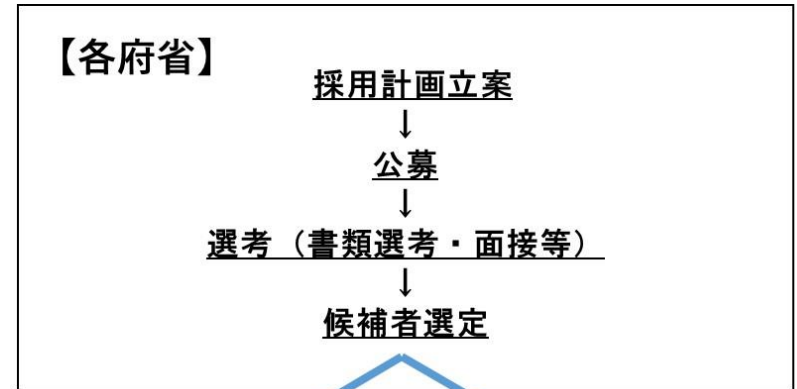 【各府省】
採用計画立案
↓
公募
↓
選考（書類選考・面接等）
↓
候補者選定